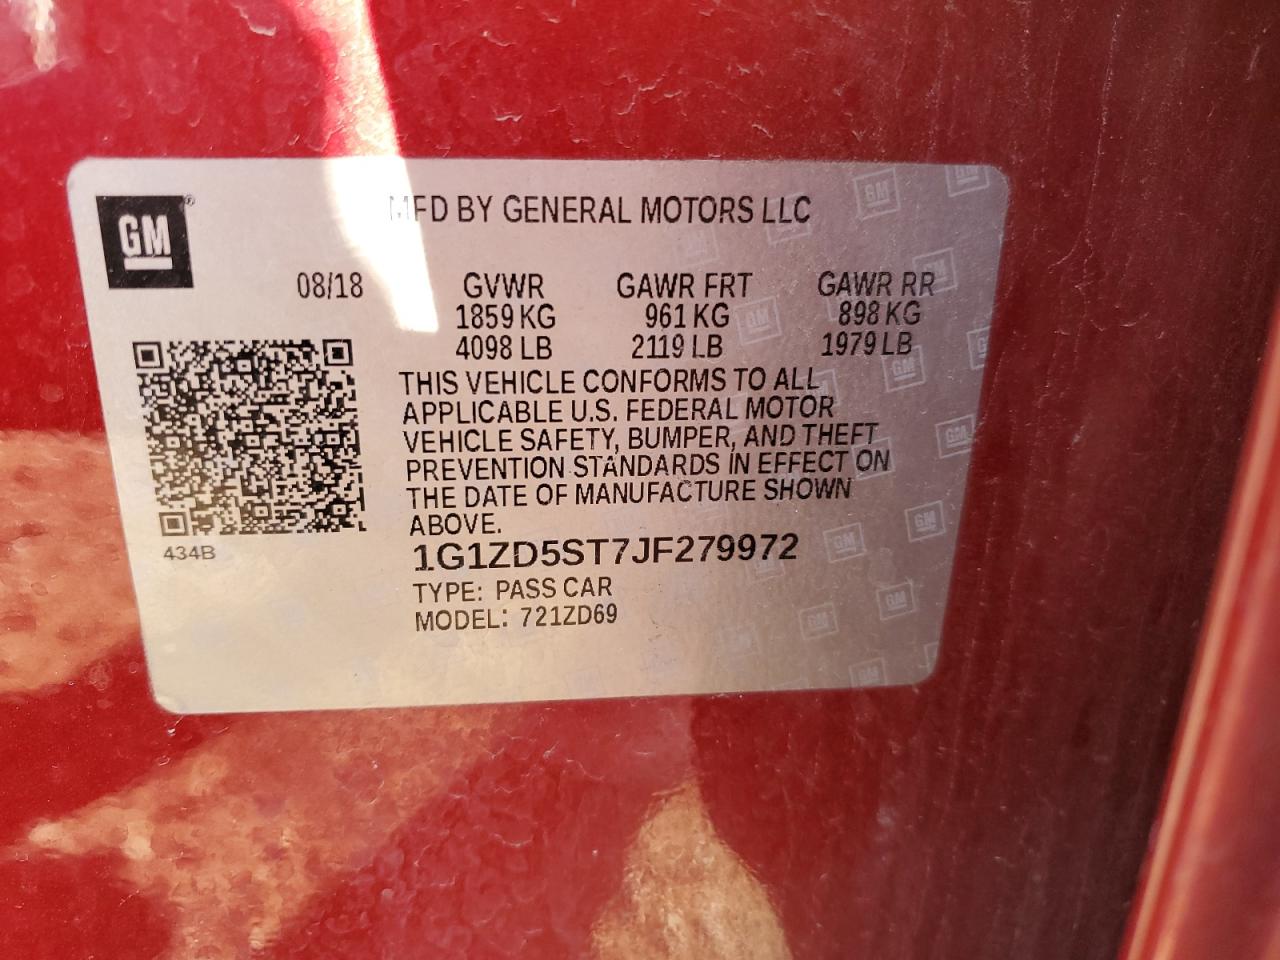 GM
MFD BY GENERAL MOTORS LLC
08/18 GVWR GAWR FRT GAWR RR
1859 KG 961 KG 898 KG
4098 LB 2119 LB 1979 LB
THIS VEHICLE CONFORMS TO ALL
APPLICABLE U.S. FEDERAL MOTOR
VEHICLE SAFETY, BUMPER, AND THEFT
PREVENTION STANDARDS IN EFFECT ON
THE DATE OF MANUFACTURE SHOWN
ABOVE.
434B
1G1ZD5ST7JF279972
TYPE: PASS CAR
MODEL: 721ZD69